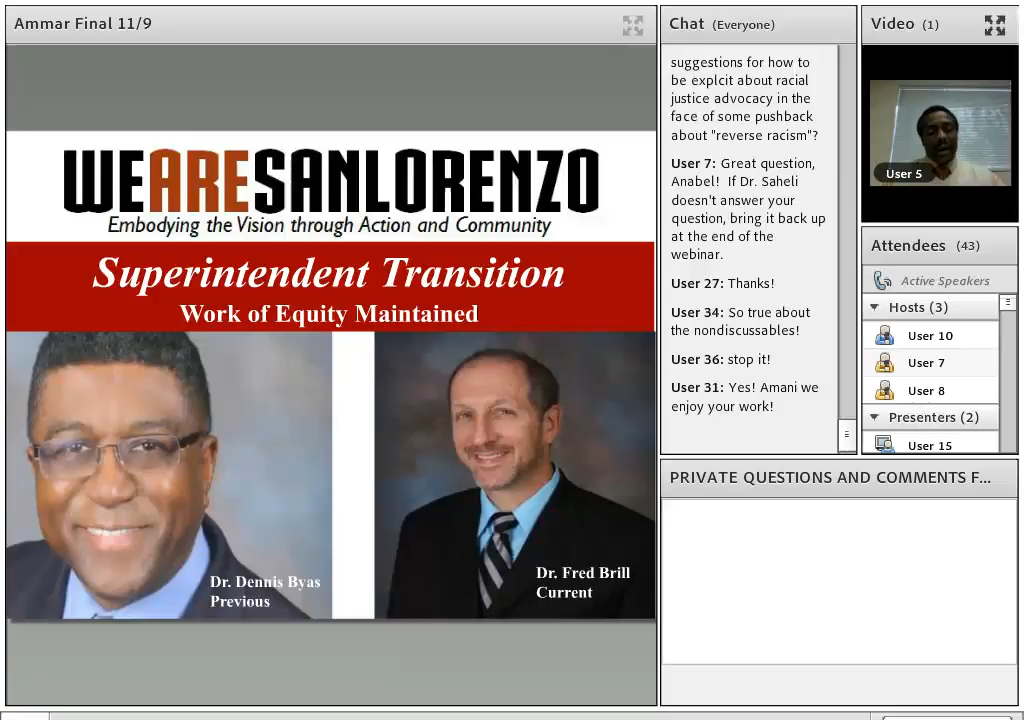 Ammar Final 11/9
WEARESANLORENZO
Embodying the Vision through Action and Community
Superintendent Transition
Work of Equity Maintained
Dr. Dennis Byas
Previous
Dr. Fred Brill
Current
Chat (Everyone)
suggestions for how to
be explcit about racial
justice advocacy in the
face of some pushback
about "reverse racism"?
User 7: Great question,
Anabel! If Dr. Saheli
doesn't answer your
question, bring it back up
at the end of the
webinar.
User 27: Thanks!
User 34: So true about
the nondiscussables!
User 36: stop it!
User 31: Yes! Amani we
enjoy your work!
Video (1)
User 5
Attendees (43)
Active Speakers
Hosts (3)
User 10
User 7
User 8
Presenters (2)
User 15
PRIVATE QUESTIONS AND COMMENTS F...